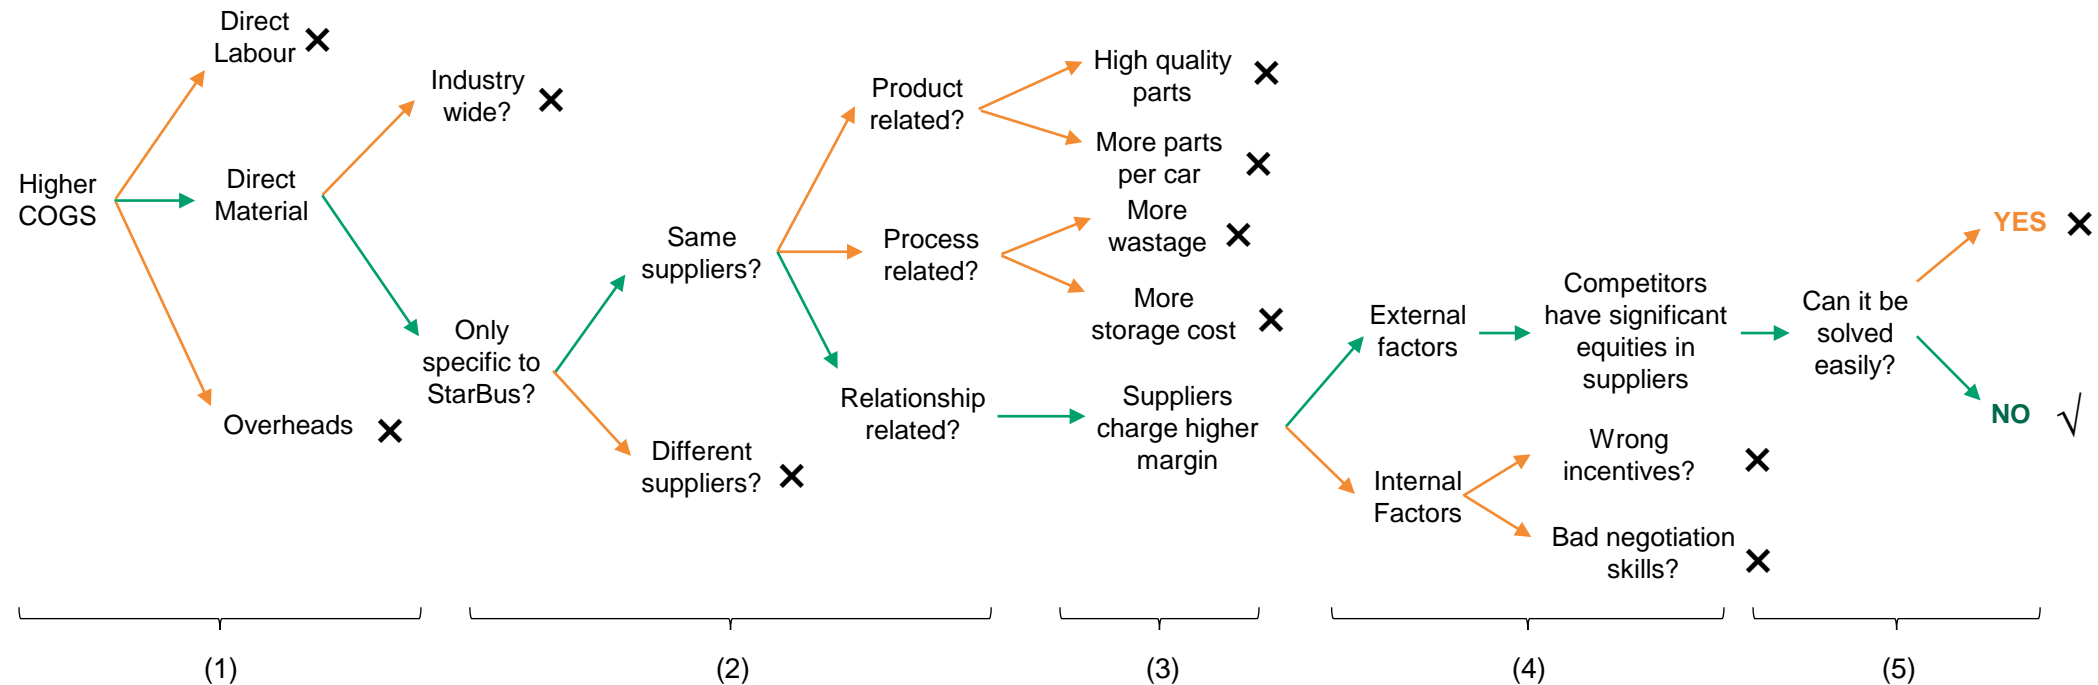 Higher
COGS
Direct
Labour
Direct
Material
Overheads
Industry
wide?
Only
specific to
StarBus?
Same
suppliers?
Different
suppliers?
Product
related?
Process
related?
Relationship
related?
High quality
parts
More parts
per car
More
wastage
More
storage cost
Suppliers
charge higher
margin
External
factors
Internal
Factors
Competitors
have significant
equities in
suppliers
Wrong
incentives?
Bad negotiation
skills?
Can it be
solved
easily?
YES
NO
√
(1)
(2)
(3)
(4)
(5)